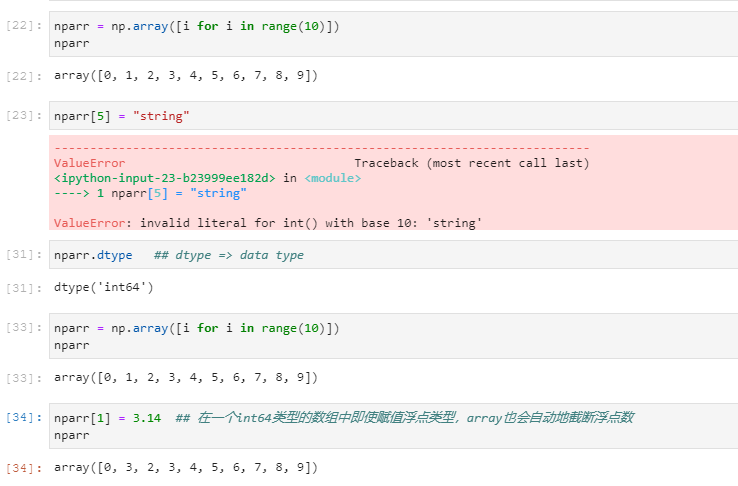 [22]: nparr = np.array([i for i in range(10)])
nparr
[22]: array([0, 1, 2, 3, 4, 5, 6, 7, 8, 9])
[23]: nparr[5] = "string"
---------------------------------------------------------------------------
ValueError                                Traceback (most recent call last)
<ipython-input-23-b23999ee182d> in <module>
----> 1 nparr[5] = "string"
ValueError: invalid literal for int() with base 10: 'string'
[31]: nparr.dtype   ## dtype => data type
[31]: dtype('int64')
[33]: nparr = np.array([i for i in range(10)])
nparr
[33]: array([0, 1, 2, 3, 4, 5, 6, 7, 8, 9])
[34]: nparr[1] = 3.14  ## 在一个int64类型的数组中即使赋值浮点类型，array也会自动地截断浮点数
nparr
[34]: array([0, 3, 2, 3, 4, 5, 6, 7, 8, 9])